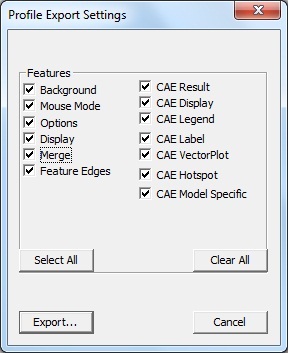 Profile Export Settings
Features
Background
Mouse Mode
Options
Display
Merge
Feature Edges
CAE Result
CAE Display
CAE Legend
CAE Label
CAE VectorPlot
CAE Hotspot
CAE Model Specific
Select All
Clear All
Export...
Cancel